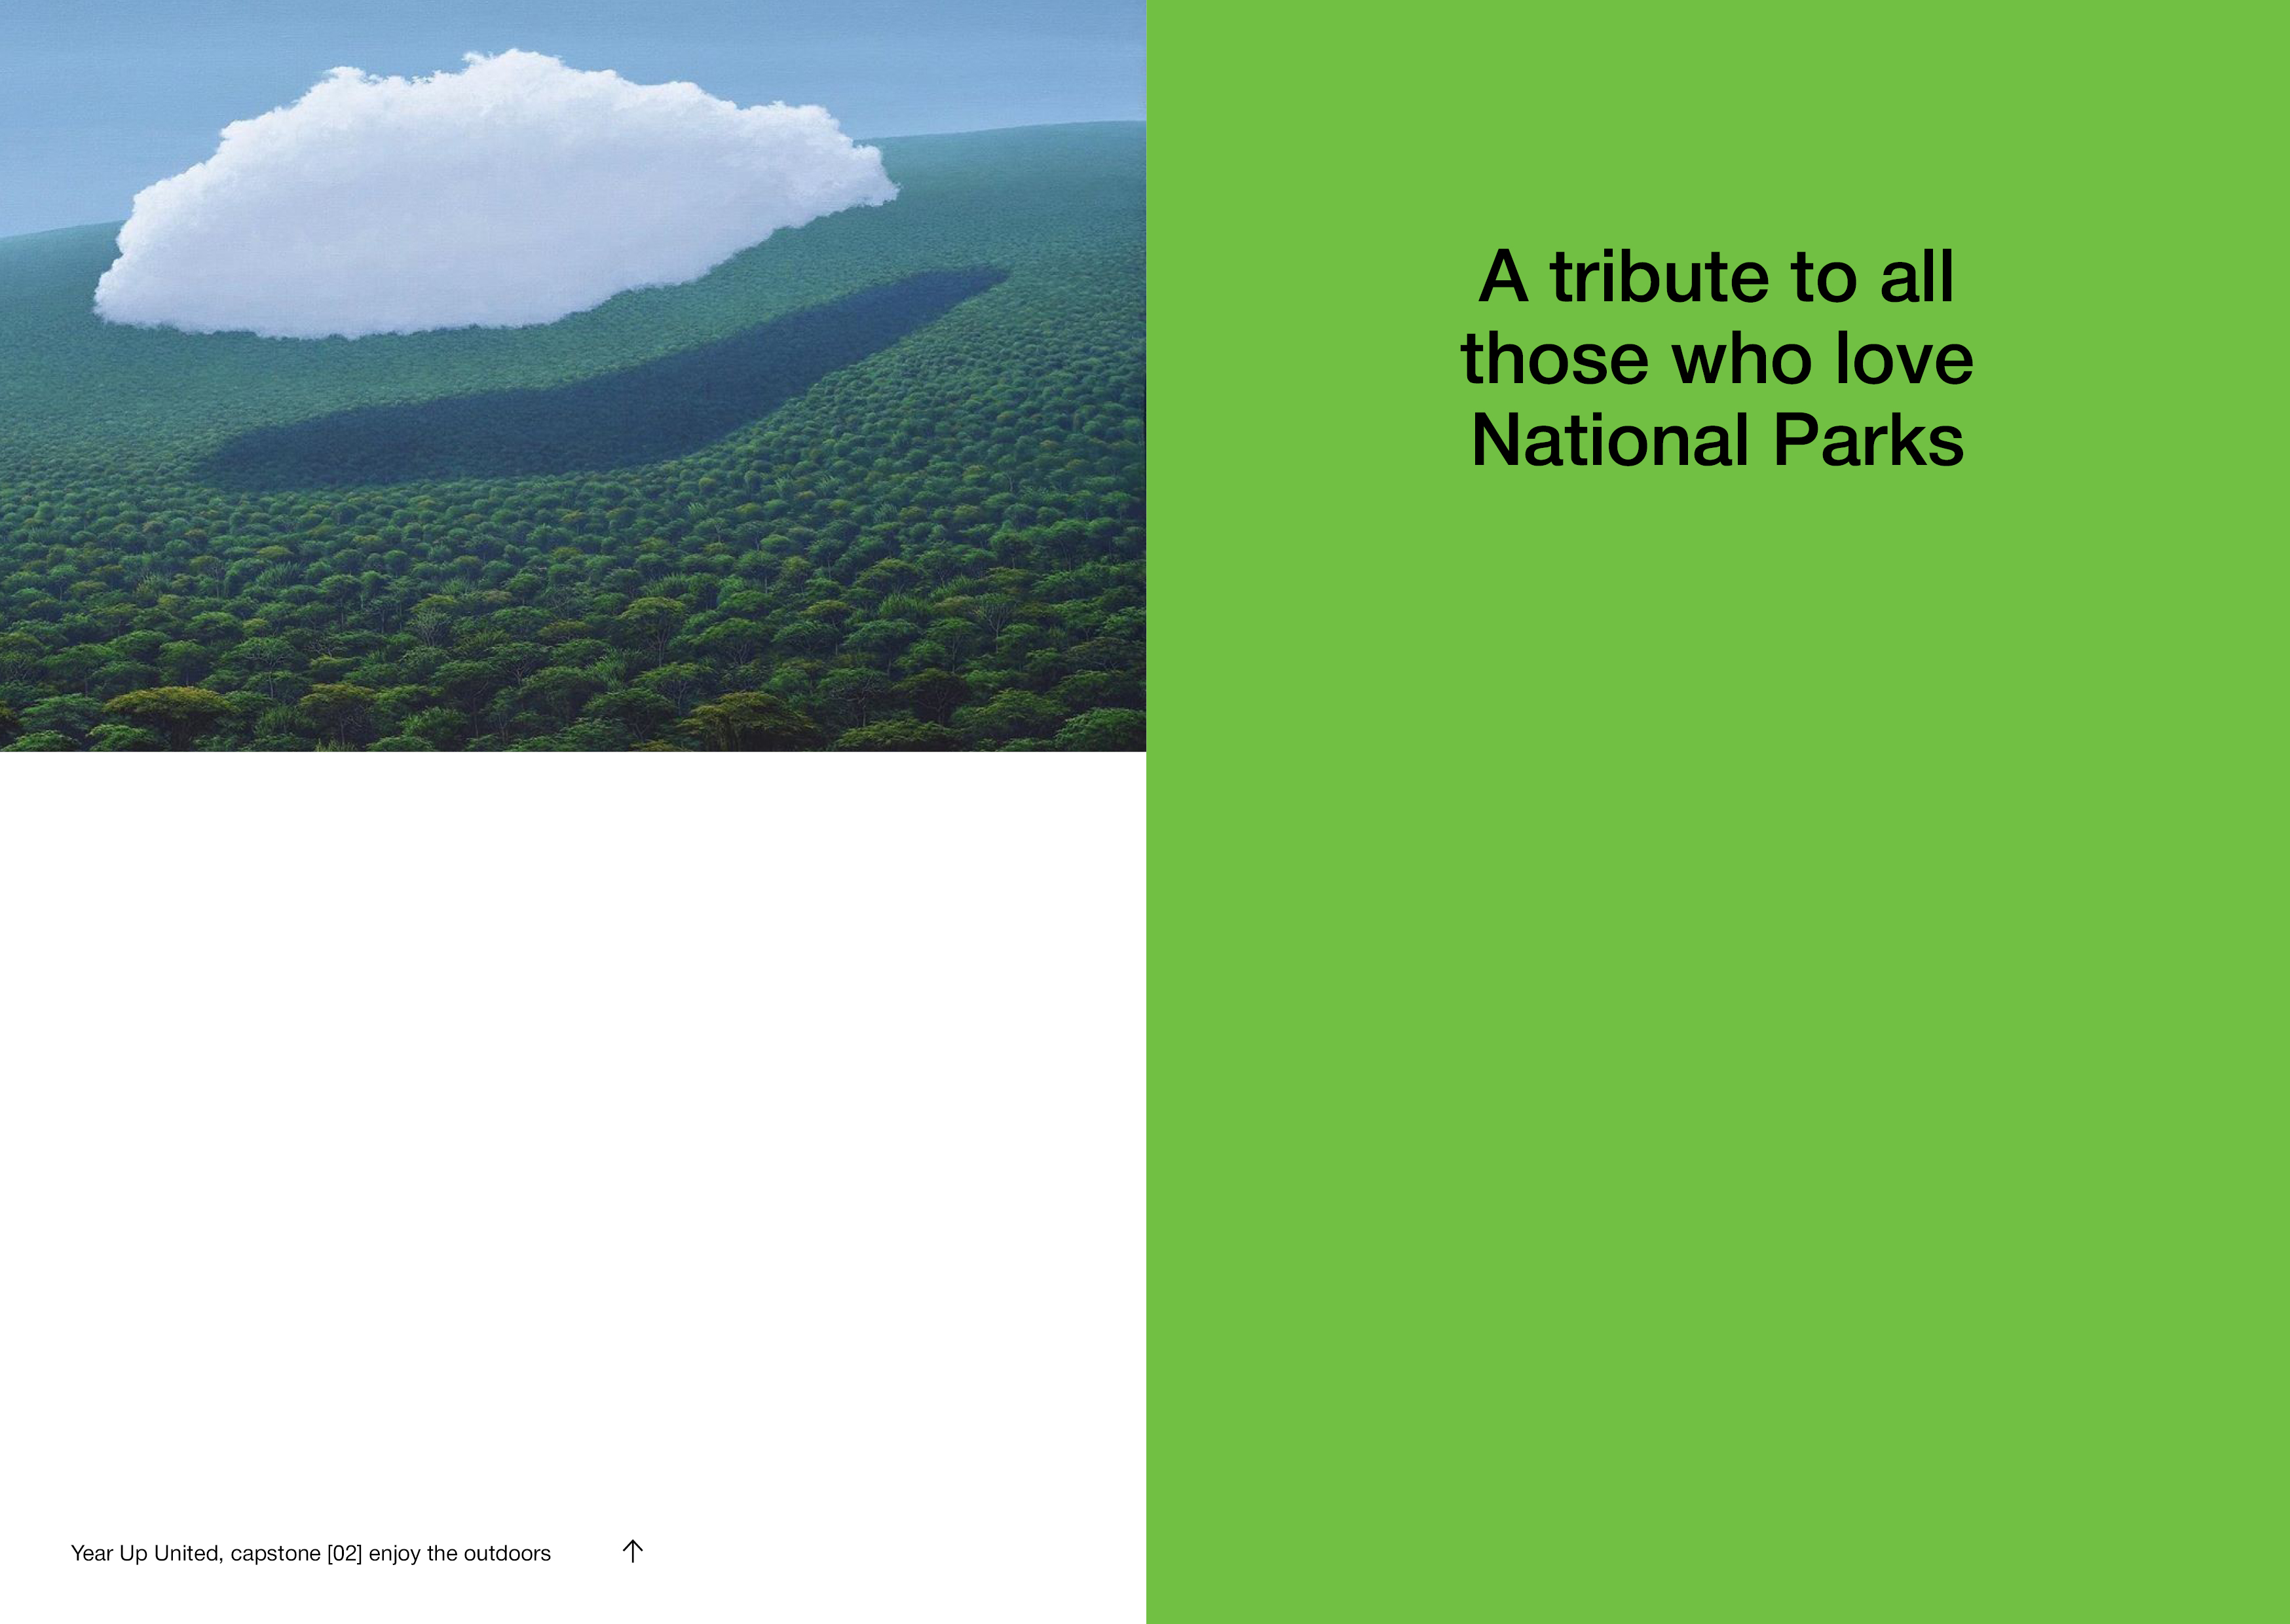 A tribute to all
those who love
National Parks
Year Up United, capstone [02] enjoy the outdoors ↑